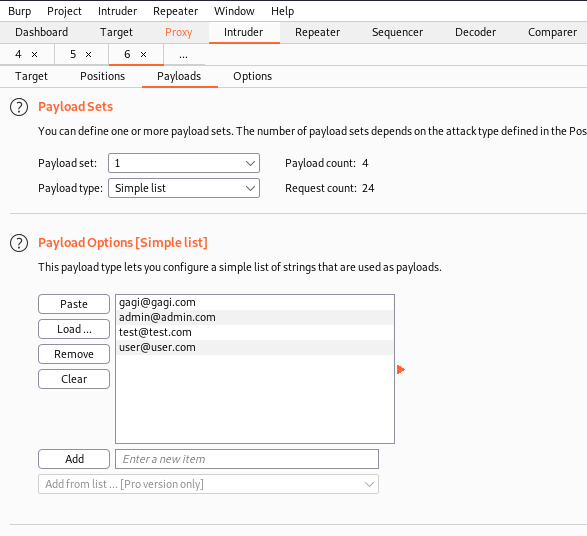 Burp Project Intruder Repeater Window Help
Dashboard Target Proxy Intruder Repeater Sequencer Decoder Comparer
4 × 5 × 6 × ...
Target Positions Payloads Options
? Payload Sets
You can define one or more payload sets. The number of payload sets depends on the attack type defined in the Pos
Payload set: 1 Payload count: 4
Payload type: Simple list Request count: 24
? Payload Options [Simple list]
This payload type lets you configure a simple list of strings that are used as payloads.
Paste gagi@gagi.com
admin@admin.com
Load ... test@test.com
Remove user@user.com
Clear
Add Enter a new item
Add from list ... [Pro version only]